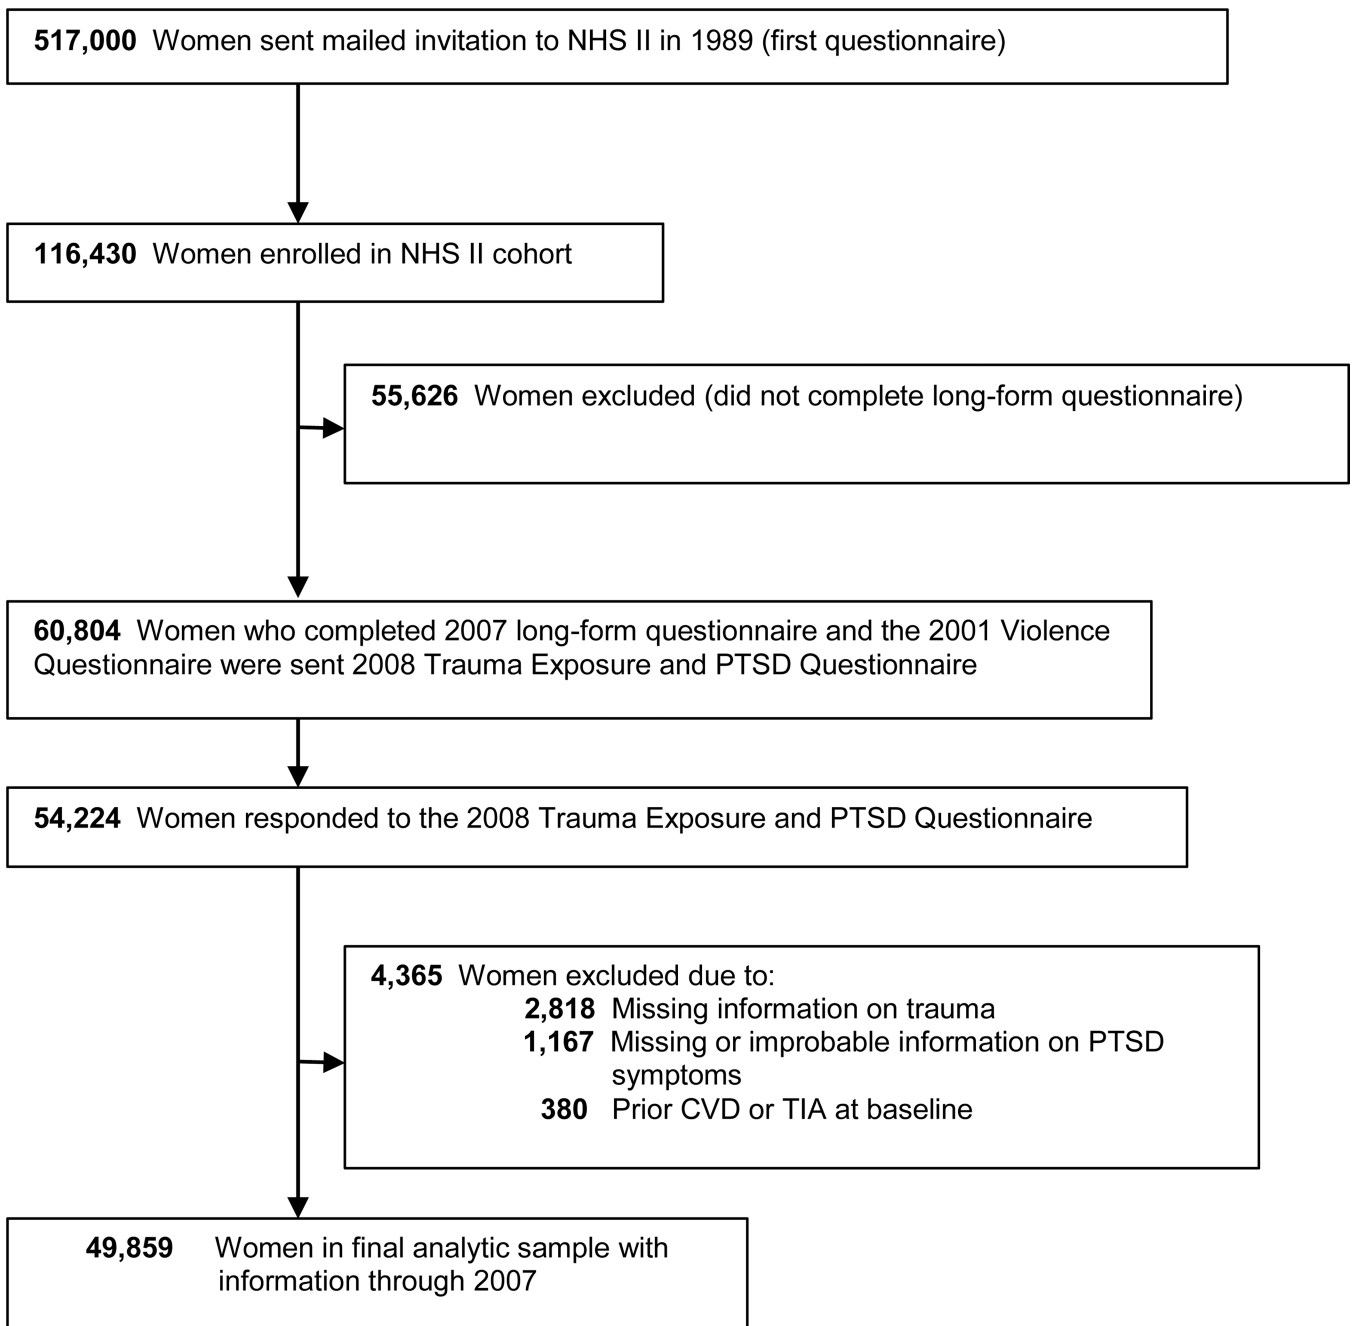 517,000 Women sent mailed invitation to NHS II in 1989 (first questionnaire)
116,430 Women enrolled in NHS II cohort
55,626 Women excluded (did not complete long-form questionnaire)
60,804 Women who completed 2007 long-form questionnaire and the 2001 Violence
Questionnaire were sent 2008 Trauma Exposure and PTSD Questionnaire
54,224 Women responded to the 2008 Trauma Exposure and PTSD Questionnaire
4,365 Women excluded due to:
2,818 Missing information on trauma
1,167 Missing or improbable information on PTSD
symptoms
380 Prior CVD or TIA at baseline
49,859 Women in final analytic sample with
information through 2007